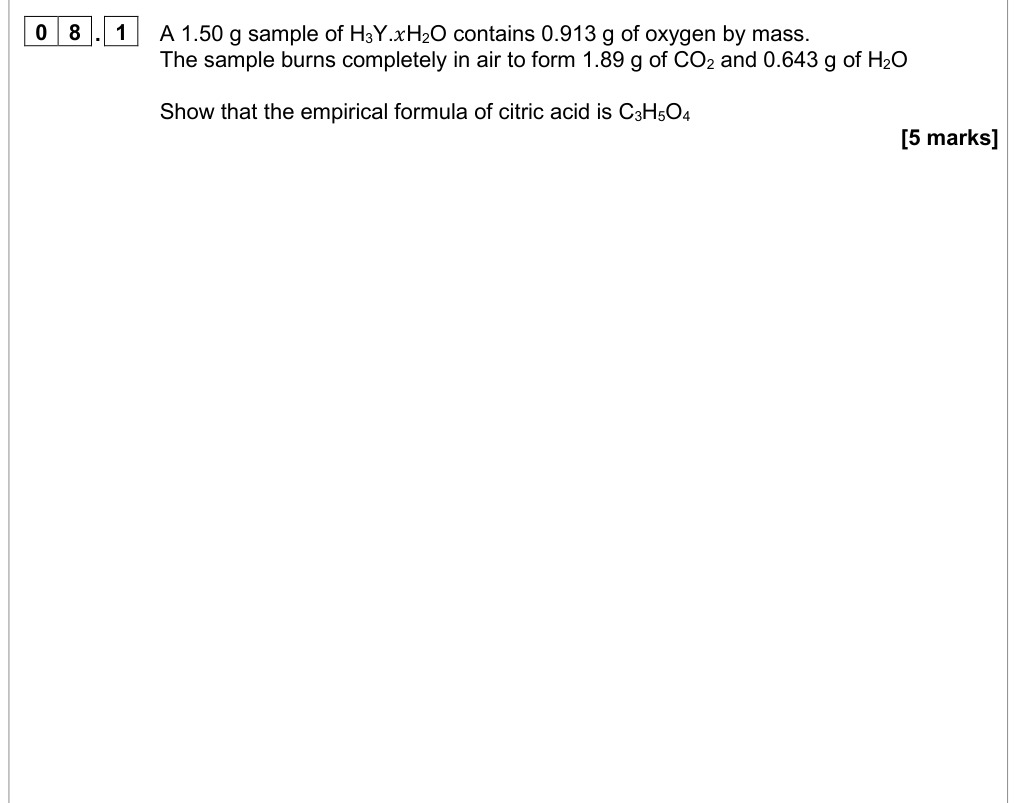 08.1 A 1.50 g sample of H₃Y.xH₂O contains 0.913 g of oxygen by mass.
The sample burns completely in air to form 1.89 g of CO₂ and 0.643 g of H₂O
Show that the empirical formula of citric acid is C₃H₅O₄
[5 marks]